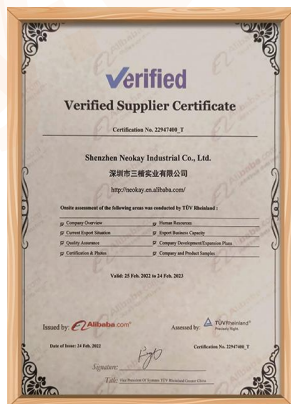 Verified
Verified Supplier Certificate
Certification No. 22947400_T
Shenzhen Neokay Industrial Co., Ltd.
深圳市三稽实业有限公司
http://neokay.en.alibaba.com/
Onsite assessment of the following areas was conducted by TÜV Rheinland :
Company Overview
Human Resources
Current Export Situation
Export Business Capacity
Quality Assurance
Company Development/Expansion Plans
Certification & Photos
Company and Product Samples
Valid: 25 Feb. 2022 to 24 Feb. 2023
Issued by: Alibaba.com®
Assessed by: TÜVRheinland®
Precisely Right.
Date of Issue: 24 Feb. 2022
Certification No. 22947400_T
Signature:
Title: